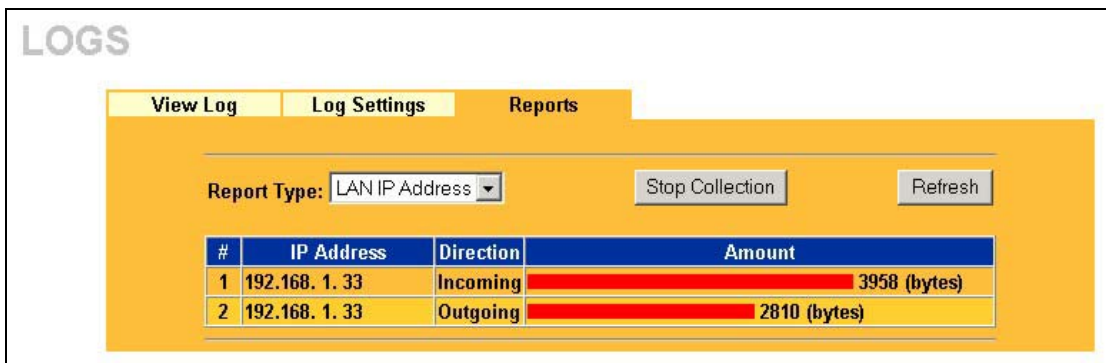 LOGS
View Log Log Settings Reports
Report Type: LAN IP Address Stop Collection Refresh
# IP Address Direction Amount
1 192.168. 1. 33 Incoming 3958 (bytes)
2 192.168. 1. 33 Outgoing 2810 (bytes)